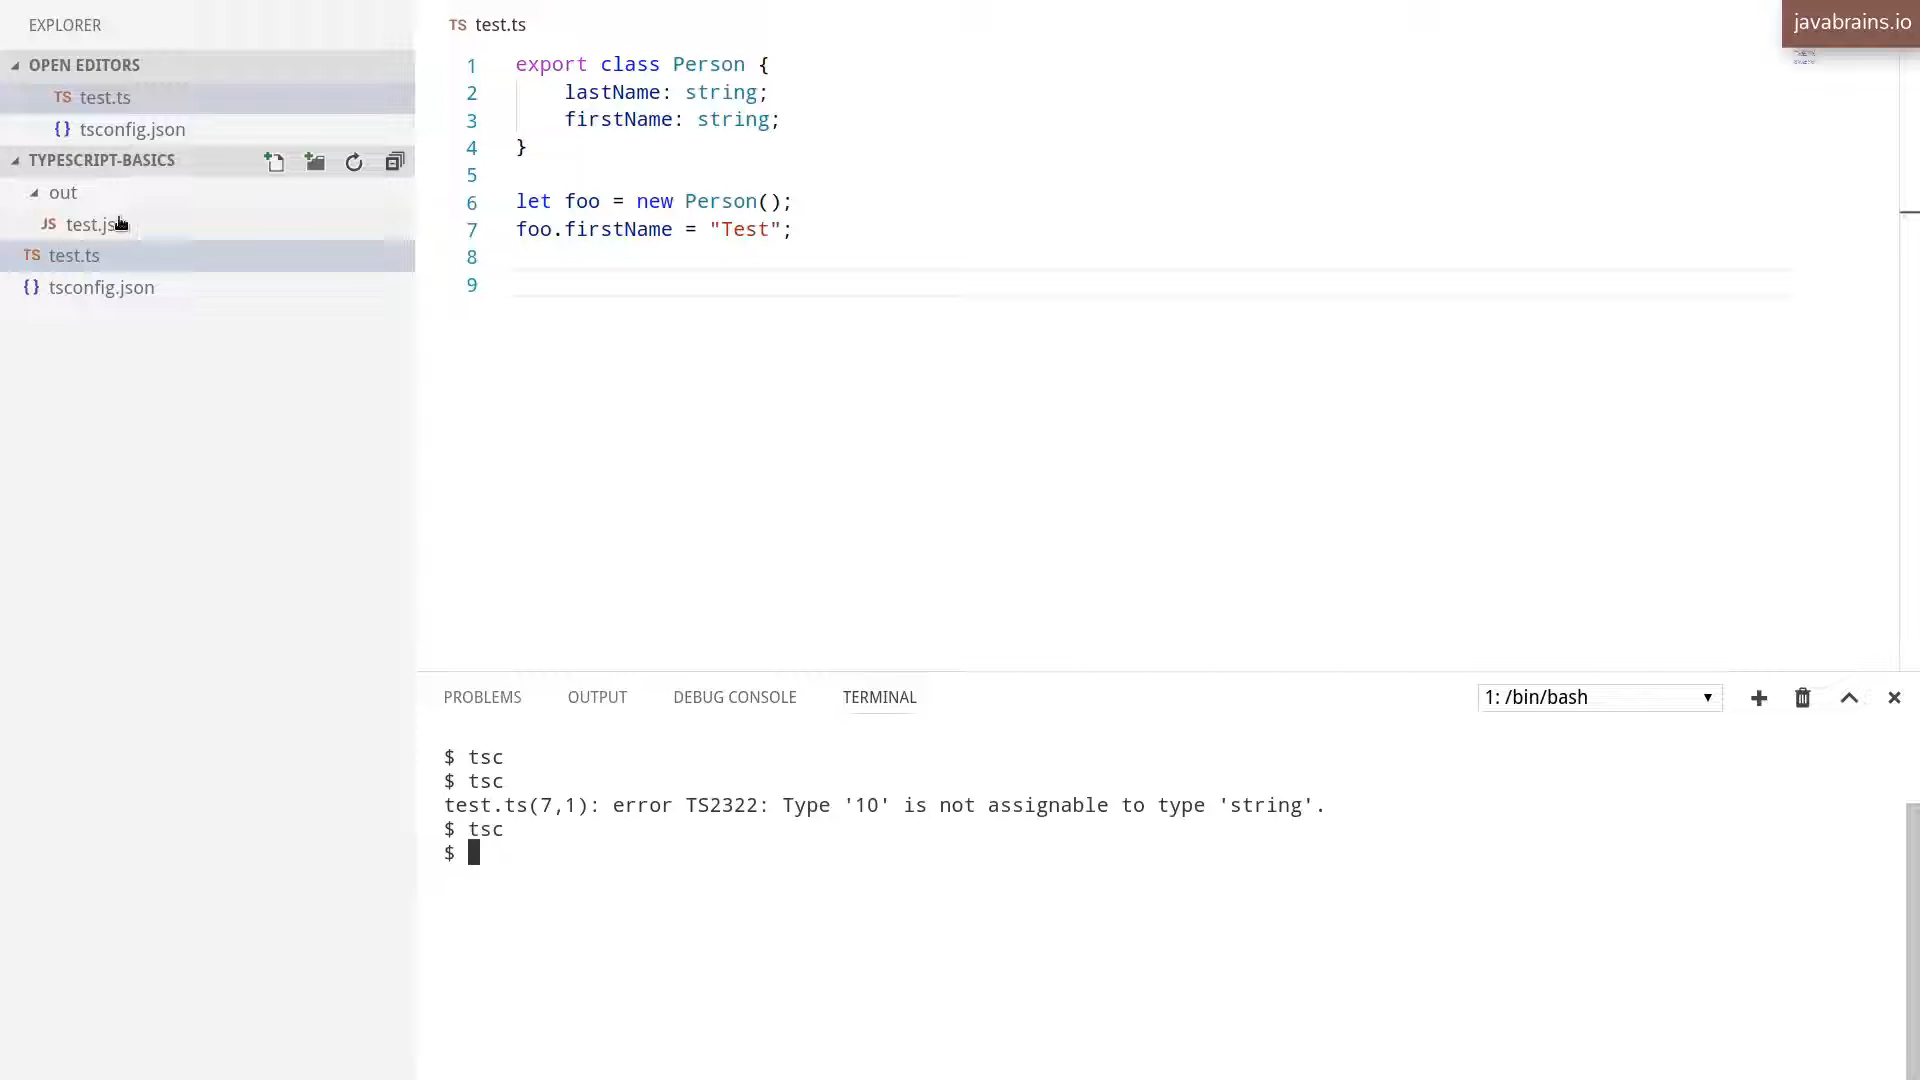 EXPLORER
OPEN EDITORS
TS test.ts
{} tsconfig.json
TYPESCRIPT-BASICS
out
JS test.js
TS test.ts
{} tsconfig.json
TS test.ts
javabrains.io
1 export class Person {
2     lastName: string;
3     firstName: string;
4 }
5
6 let foo = new Person();
7 foo.firstName = "Test";
8
9
PROBLEMS OUTPUT DEBUG CONSOLE TERMINAL 1: /bin/bash
$ tsc
$ tsc
test.ts(7,1): error TS2322: Type '10' is not assignable to type 'string'.
$ tsc
$